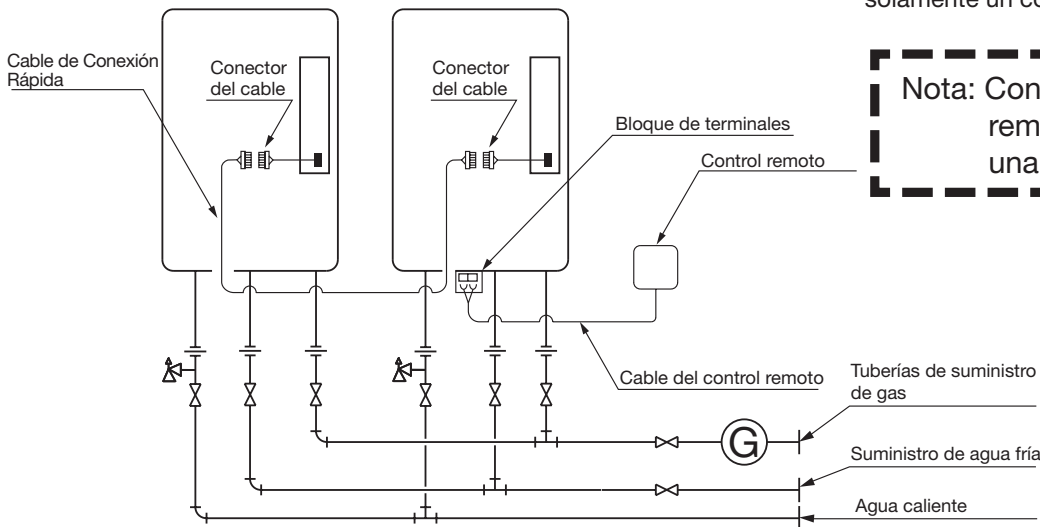 solamente un co
Cable de Conexión
Rápida
Conector
del cable
Conector
del cable
Bloque de terminales
Control remoto
Nota: Con
rem
una
Cable del control remoto
Tuberías de suministro
de gas
G
Suministro de agua fría
Agua caliente